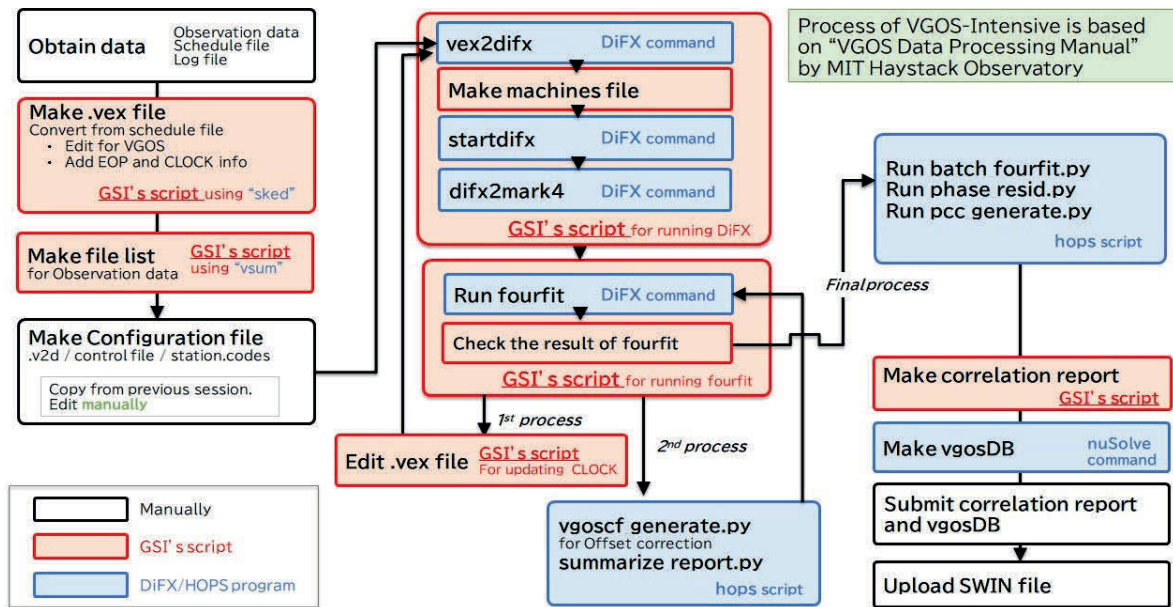 Obtain data
Observation data
Schedule file
Log file
Make .vex file
Convert from schedule file
• Edit for VGOS
• Add EOP and CLOCK info
GSI's script using "sked"
Make file list
for Observation data
GSI's script
using "vsum"
Make Configuration file
.v2d / control file / station.codes
Copy from previous session.
Edit manually
Manually
GSI's script
DiFX/HOPS program
vex2difx
DiFX command
Make machines file
startdifx
DiFX command
difx2mark4
DiFX command
GSI's script for running DiFX
Run fourfit
DiFX command
Check the result of fourfit
GSI's script for running fourfit
1st process
Edit .vex file
GSI's script
For updating CLOCK
2nd process
vgoscf generate.py
for Offset correction
summarize report.py
hops script
Final process
Process of VGOS-Intensive is based
on “VGOS Data Processing Manual”
by MIT Haystack Observatory
Run batch fourfit.py
Run phase resid.py
Run pcc generate.py
hops script
Make correlation report
GSI's script
Make vgosDB
nuSolve
command
Submit correlation report
and vgosDB
Upload SWIN file